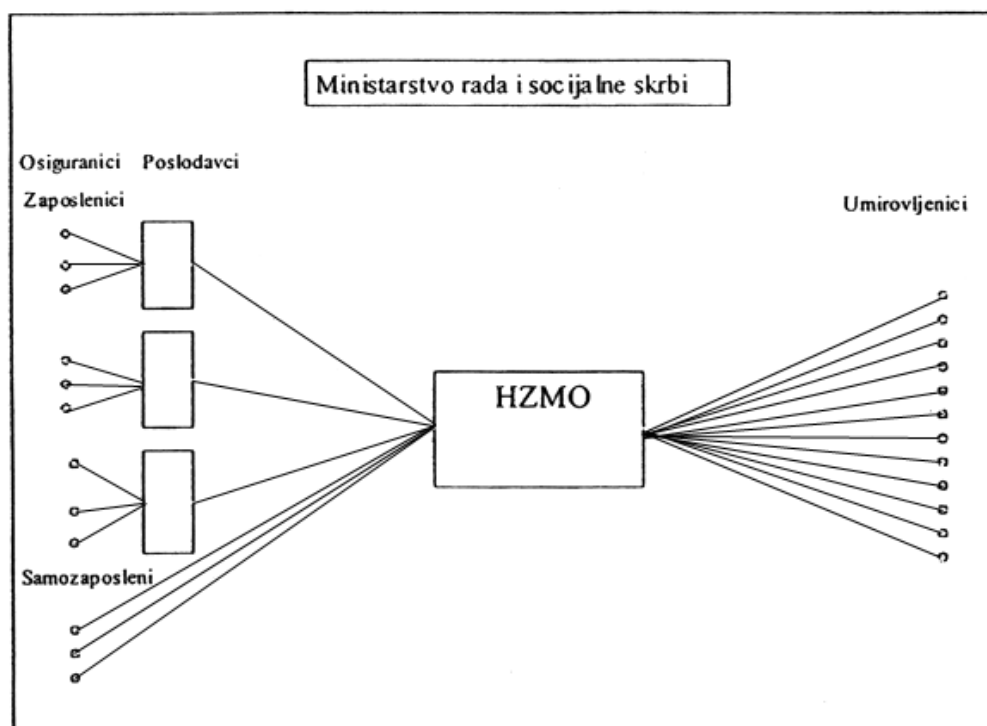 Ministarstvo rada i socijalne skrbi
Osiguranici Poslodavci
Zaposlenici
Umirovljenici
HZMO
Samozaposleni